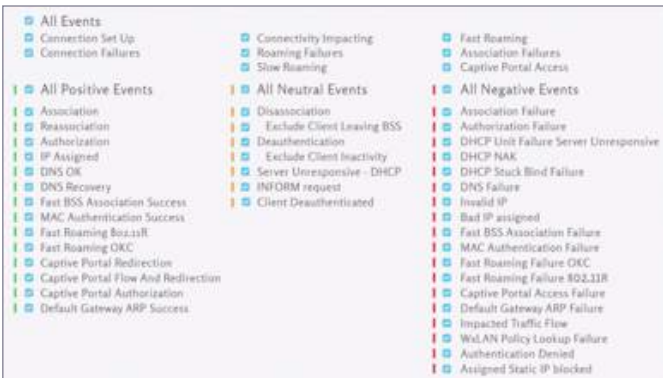 All Events
Connection Set Up
Connection Failures
Connectivity Impacting
Roaming Failures
Slow Roaming
Fast Roaming
Association Failures
Captive Portal Access
All Positive Events
Association
Reassociation
Authorization
IP Assigned
DNS OK
DNS Recovery
Fast BSS Association Success
MAC Authentication Success
Fast Roaming 802.11R
Fast Roaming OKC
Captive Portal Redirection
Captive Portal Flow And Redirection
Captive Portal Authorization
Default Gateway ARP Success
All Neutral Events
Disassociation
Exclude Client Leaving BSS
Deauthentication
Exclude Client Inactivity
Server Unresponsive - DHCP
INFORM request
Client Deauthenticated
All Negative Events
Association Failure
Authorization Failure
DHCP Unit Failure Server Unresponsive
DHCP NAK
DHCP Stuck Bind Failure
DNS Failure
Invalid IP
Bad IP assigned
Fast BSS Association Failure
MAC Authentication Failure
Fast Roaming Failure OKC
Fast Roaming Failure 802.11R
Captive Portal Access Failure
Default Gateway ARP Failure
Impacted Traffic Flow
WxLAN Policy Lookup Failure
Authentication Denied
Assigned Static IP blocked